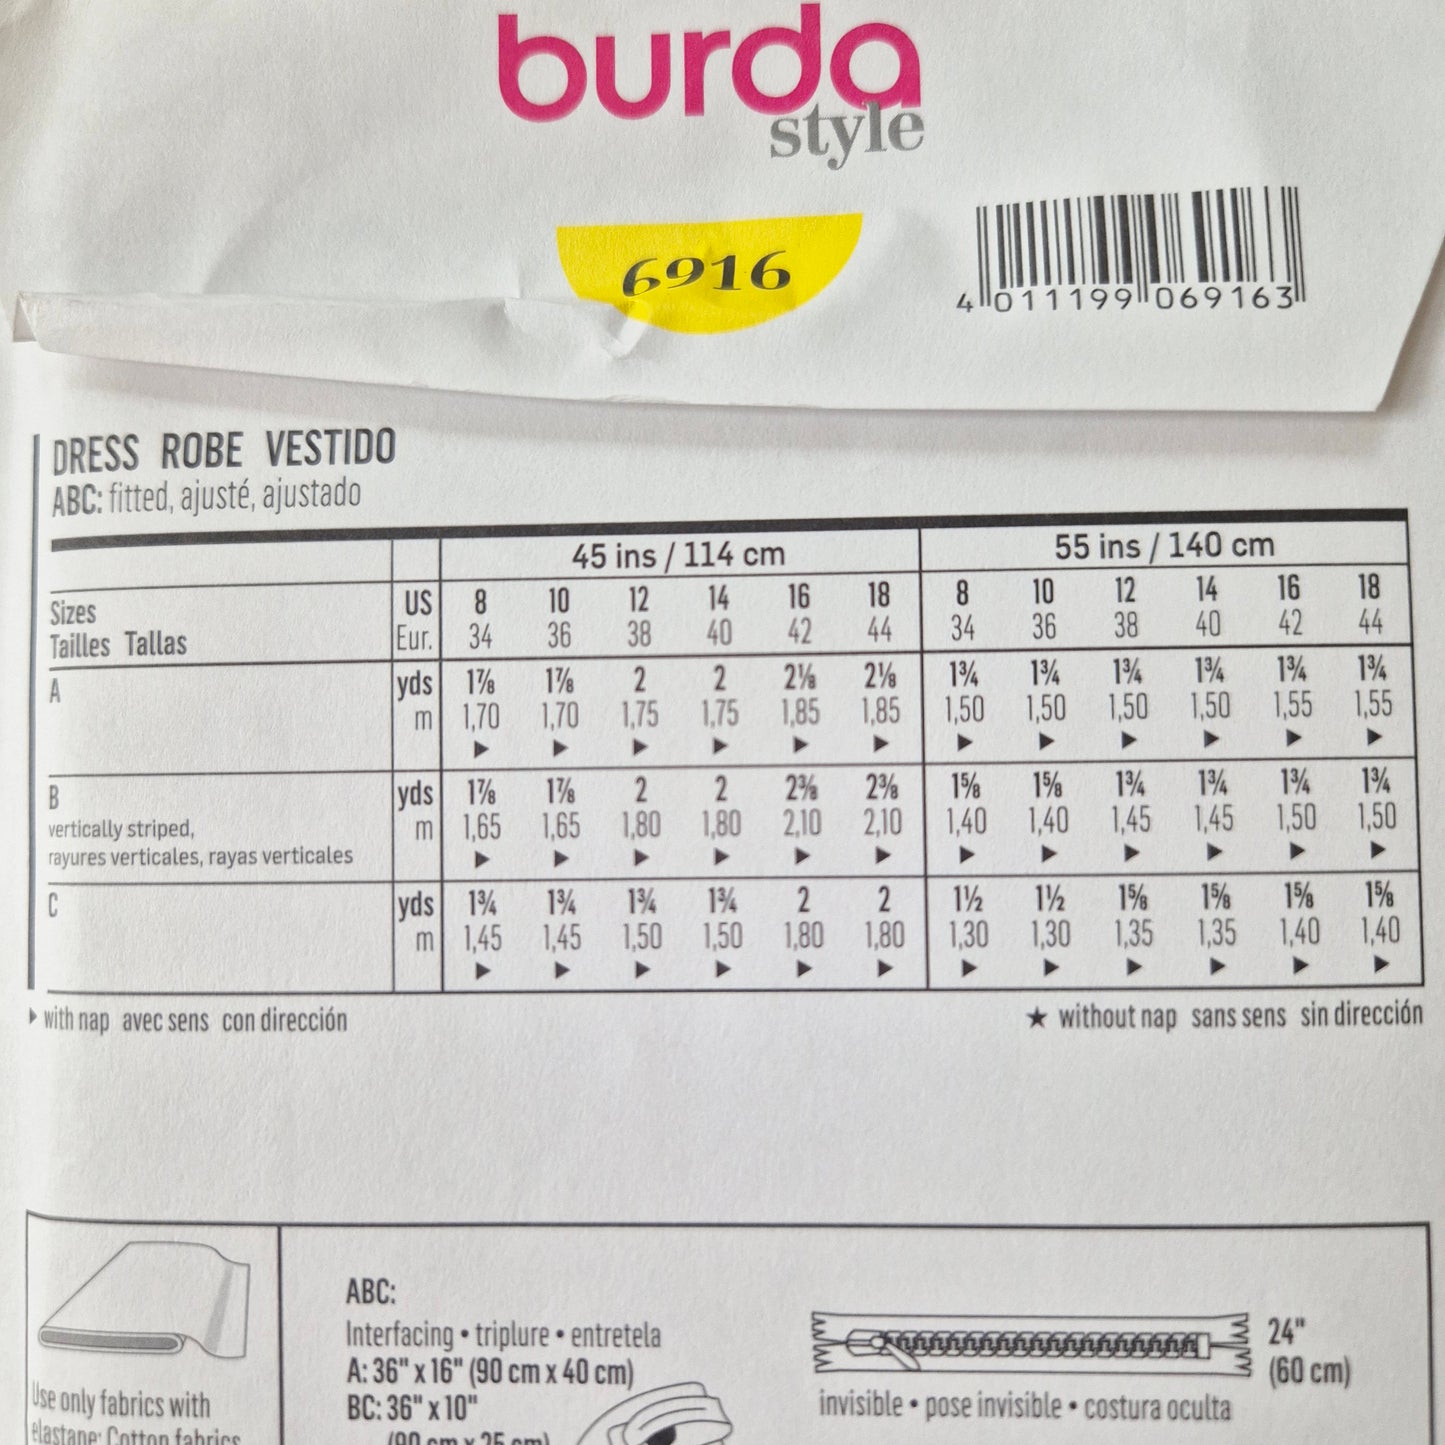 burda
style
6916
4 011199 069163
DRESS ROBE VESTIDO
ABC: fitted, ajusté, ajustado
45 ins / 114 cm 55 ins / 140 cm
Sizes US 8 10 12 14 16 18 8 10 12 14 16 18
Tailles Tallas Eur. 34 36 38 40 42 44 34 36 38 40 42 44
A yds 1⅞ 1⅞ 2 2 2⅛ 2⅛ 1¾ 1¾ 1¾ 1¾ 1¾ 1¾
m 1,70 1,70 1,75 1,75 1,85 1,85 1,50 1,50 1,50 1,50 1,55 1,55
▶ ▶ ▶ ▶ ▶ ▶ ▶ ▶ ▶ ▶ ▶ ▶
B yds 1⅞ 1⅞ 2 2 2⅜ 2⅜ 1⅝ 1⅝ 1¾ 1¾ 1¾ 1¾
vertically striped, m 1,65 1,65 1,80 1,80 2,10 2,10 1,40 1,40 1,45 1,45 1,50 1,50
rayures verticales, rayas verticales ▶ ▶ ▶ ▶ ▶ ▶ ▶ ▶ ▶ ▶ ▶ ▶
C yds 1¾ 1¾ 1¾ 1¾ 2 2 1½ 1½ 1⅝ 1⅝ 1⅝ 1⅝
m 1,45 1,45 1,50 1,50 1,80 1,80 1,30 1,30 1,35 1,35 1,40 1,40
▶ ▶ ▶ ▶ ▶ ▶ ▶ ▶ ▶ ▶ ▶ ▶
▶ with nap avec sens con dirección ★ without nap sans sens sin dirección
Use only fabrics with
elastane: Cotton fabrics
ABC:
Interfacing • triplure • entretela
A: 36" x 16" (90 cm x 40 cm)
BC: 36" x 10"
(90 cm x 25 cm)
24"
(60 cm)
invisible • pose invisible • costura oculta